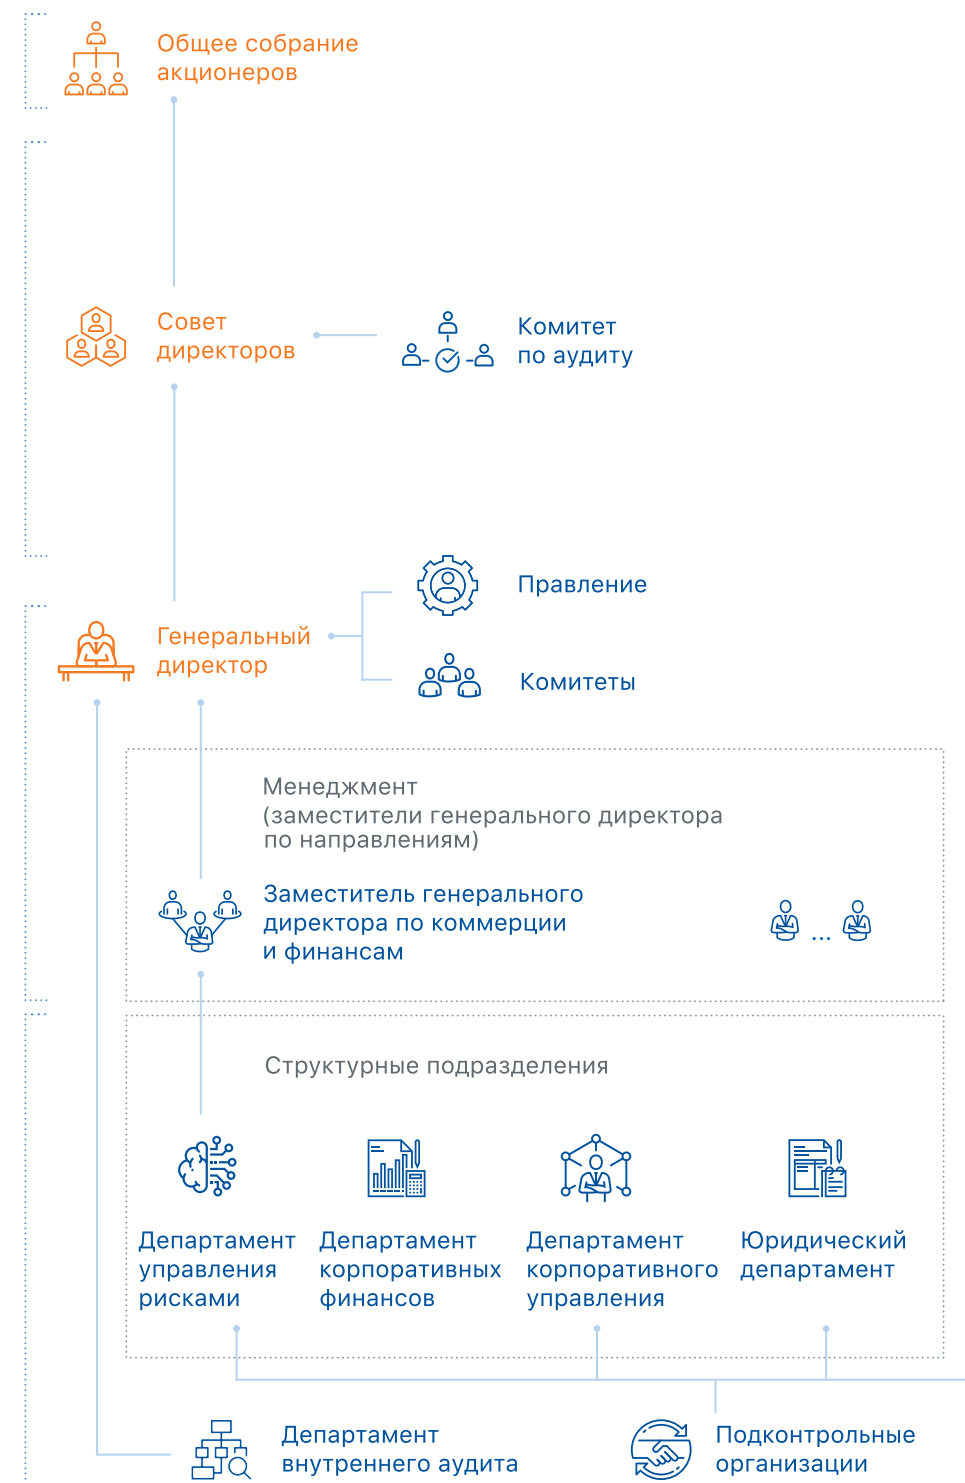 Общее собрание
акционеров
Совет
директоров
Комитет
по аудиту
Правление
Генеральный
директор
Комитеты
Менеджмент
(заместители генерального директора
по направлениям)
Заместитель генерального
директора по коммерции
и финансам
...
Структурные подразделения
Департамент
управления
рисками
Департамент
корпоративных
финансов
Департамент
корпоративного
управления
Юридический
департамент
Департамент
внутреннего аудита
Подконтрольные
организации